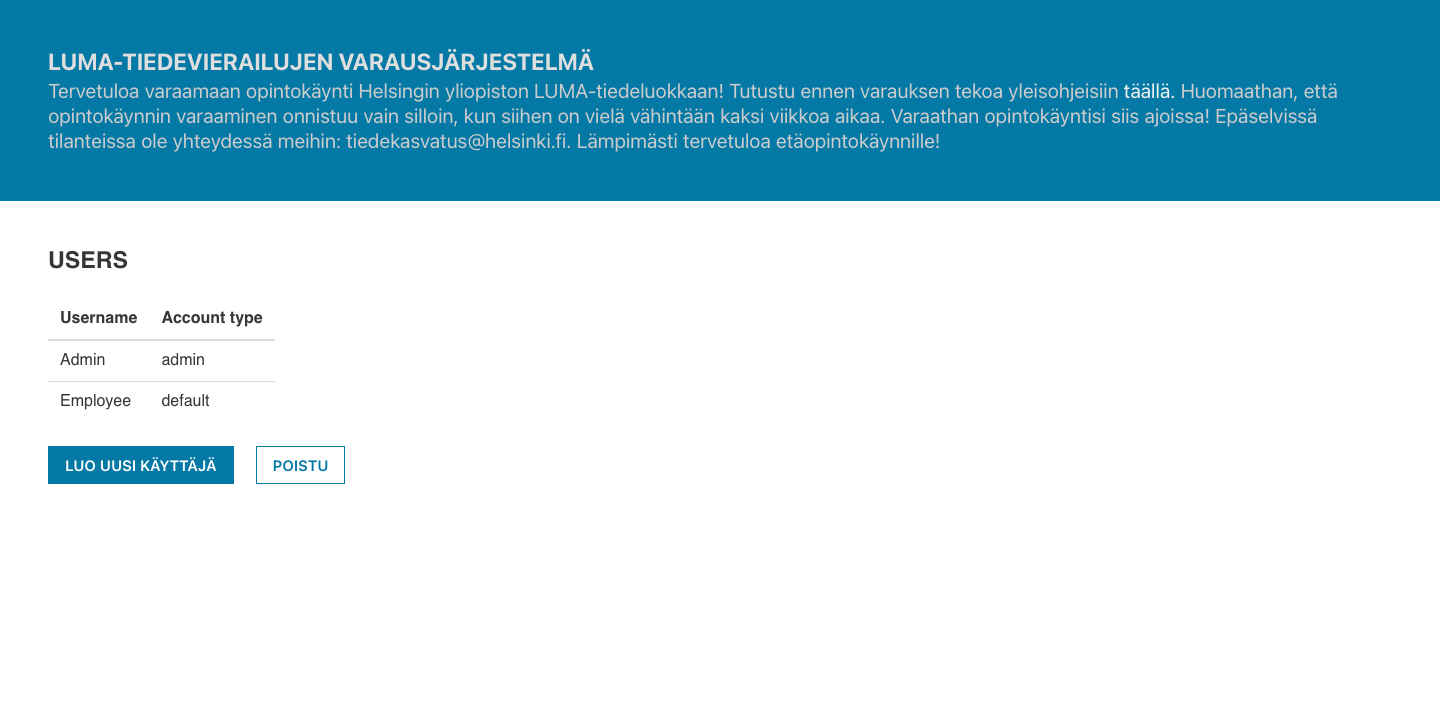 LUMA-TIEDEVIERAILUJEN VARAUSJÄRJESTELMÄ
Tervetuloa varaamaan opintokäynti Helsingin yliopiston LUMA-tiedeluokkaan! Tutustu ennen varauksen tekoa yleisohjeisiin täällä. Huomaathan, että
opintokäynnin varaaminen onnistuu vain silloin, kun siihen on vielä vähintään kaksi viikkoa aikaa. Varaathan opintokäyntisi siis ajoissa! Epäselvissä
tilanteissa ole yhteydessä meihin: tiedekasvatus@helsinki.fi. Lämpimästi tervetuloa etäopintokäynnille!
USERS
Username Account type
Admin admin
Employee default
LUO UUSI KÄYTTÄJÄ POISTU